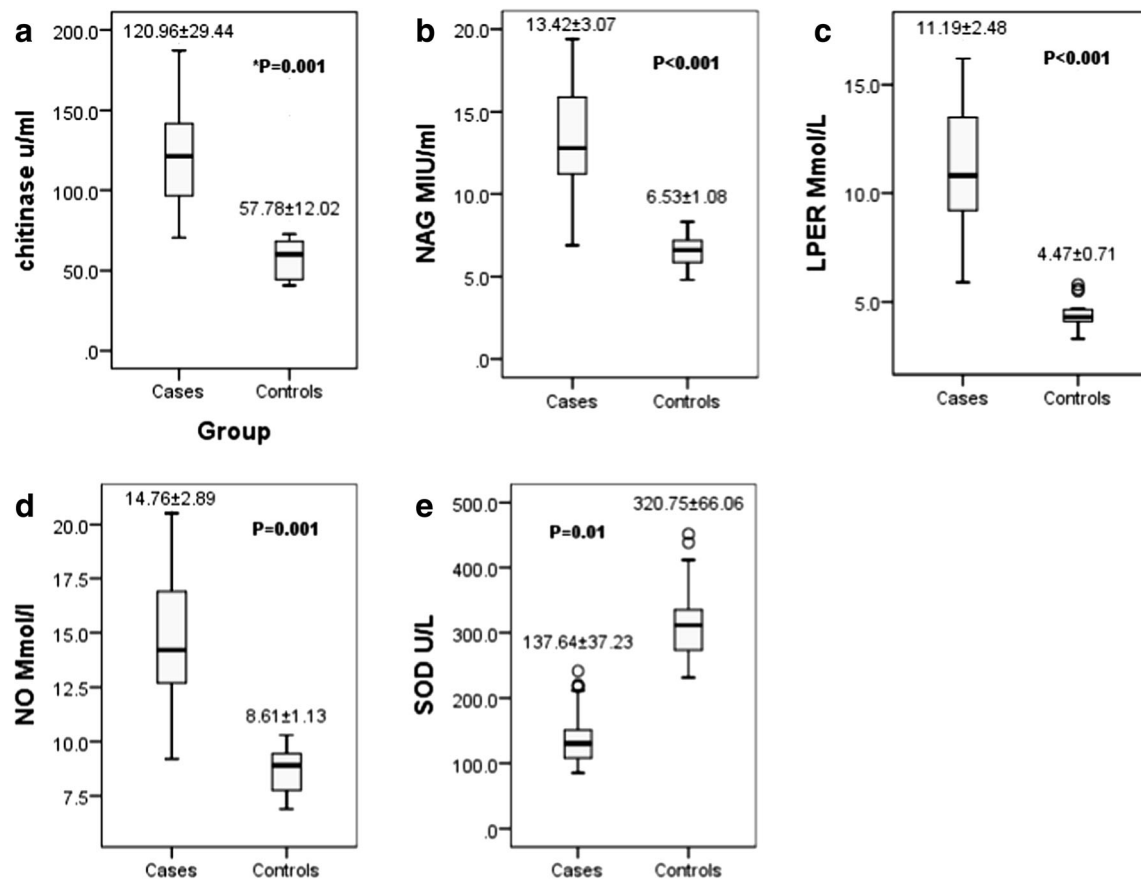 a
200.0
150.0
100.0
50.0
.0
chitinase u/ml
120.96±29.44
*P=0.001
57.78±12.02
Cases
Controls
Group
b
20.0
15.0
10.0
5.0
.0
NAG MIU/ml
13.42±3.07
P<0.001
6.53±1.08
Cases
Controls
c
15.0
10.0
5.0
LPER Mmol/L
11.19±2.48
P<0.001
4.47±0.71
Cases
Controls
d
20.0
17.5
15.0
12.5
10.0
7.5
NO Mmol/l
14.76±2.89
P=0.001
8.61±1.13
Cases
Controls
e
500.0
400.0
300.0
200.0
100.0
.0
SOD U/L
320.75±66.06
P=0.01
137.64±37.23
Cases
Controls